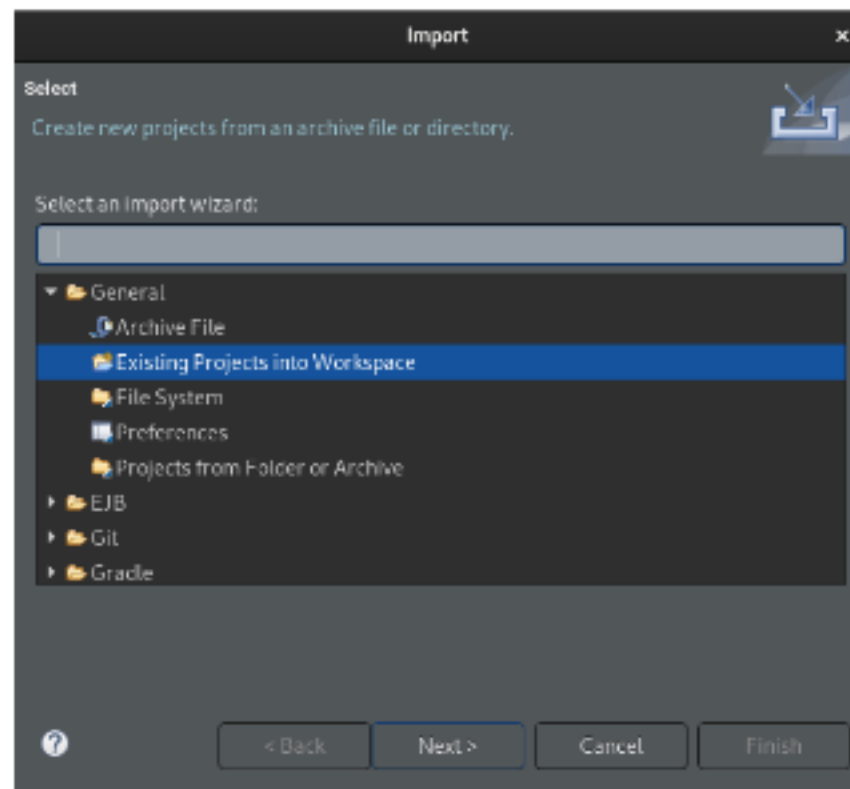 Import
×
Select
Create new projects from an archive file or directory.
Select an import wizard:
General
Archive File
Existing Projects into Workspace
File System
Preferences
Projects from Folder or Archive
EJB
Git
Gradle
? < Back Next > Cancel Finish